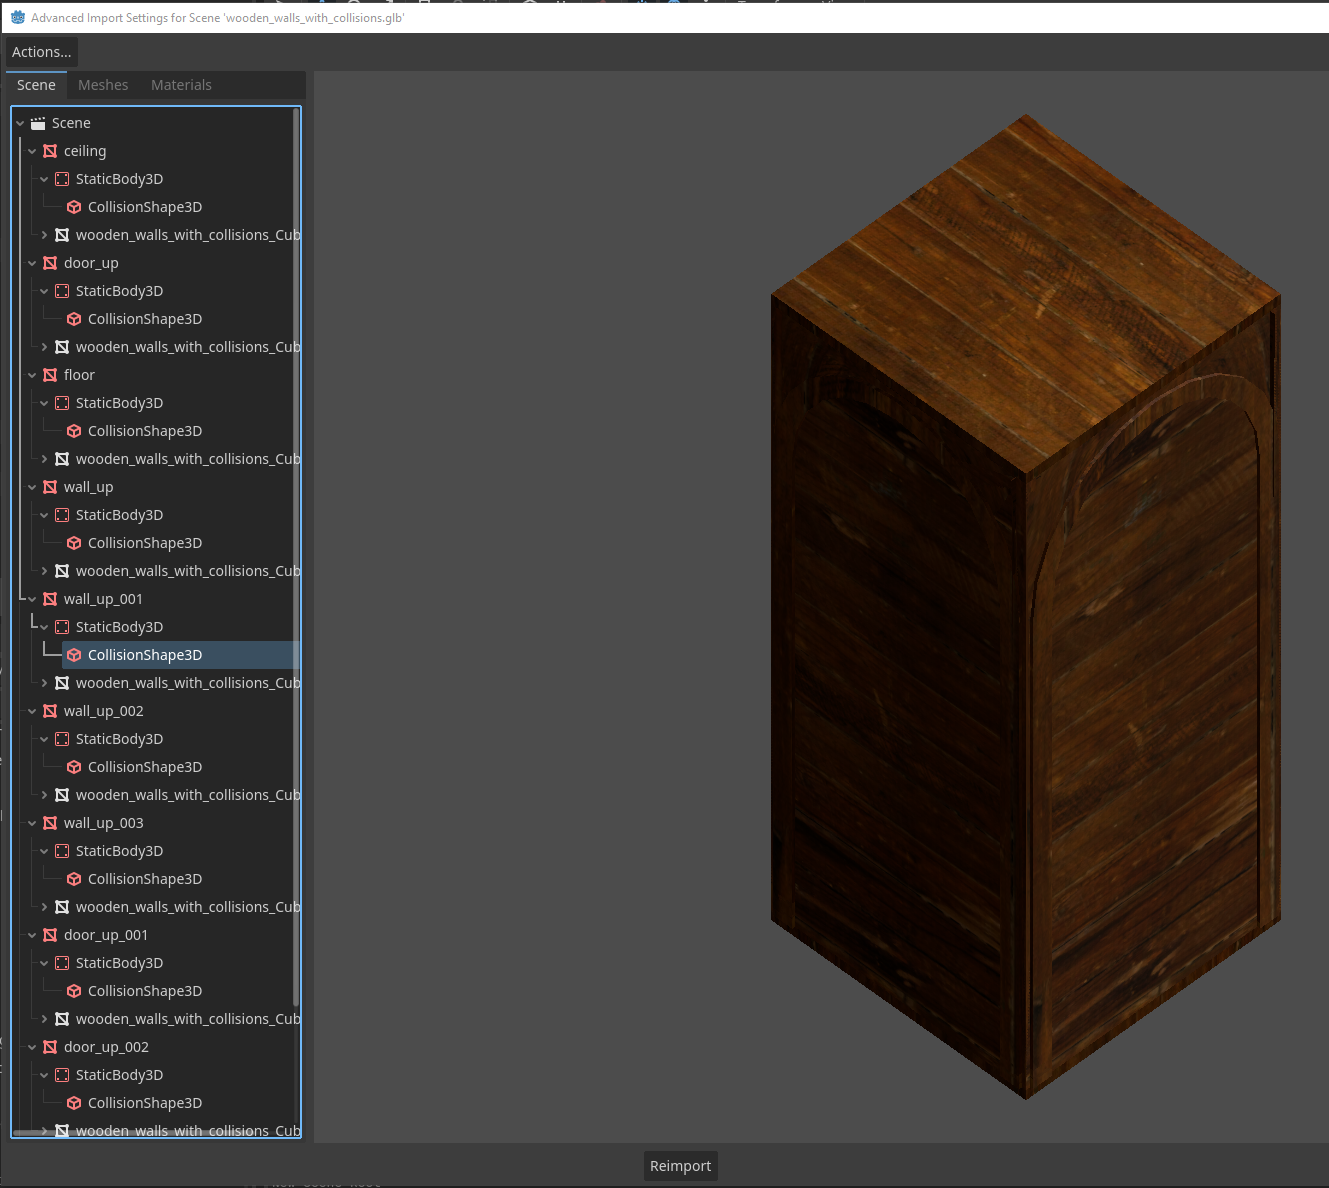 Advanced Import Settings for Scene 'wooden_walls_with_collisions.glb'
Actions...
Scene Meshes Materials
Scene
ceiling
StaticBody3D
CollisionShape3D
wooden_walls_with_collisions_Cub
door_up
StaticBody3D
CollisionShape3D
wooden_walls_with_collisions_Cub
floor
StaticBody3D
CollisionShape3D
wooden_walls_with_collisions_Cub
wall_up
StaticBody3D
CollisionShape3D
wooden_walls_with_collisions_Cub
wall_up_001
StaticBody3D
CollisionShape3D
wooden_walls_with_collisions_Cub
wall_up_002
StaticBody3D
CollisionShape3D
wooden_walls_with_collisions_Cub
wall_up_003
StaticBody3D
CollisionShape3D
wooden_walls_with_collisions_Cub
door_up_001
StaticBody3D
CollisionShape3D
wooden_walls_with_collisions_Cub
door_up_002
StaticBody3D
CollisionShape3D
wooden_walls_with_collisions_Cub
Reimport